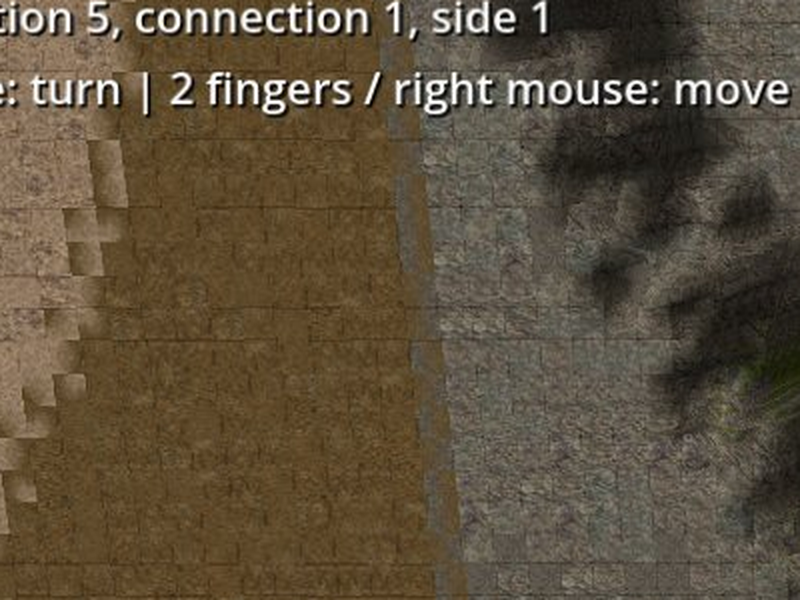 tion 5, connection 1, side 1
e: turn | 2 fingers / right mouse: move